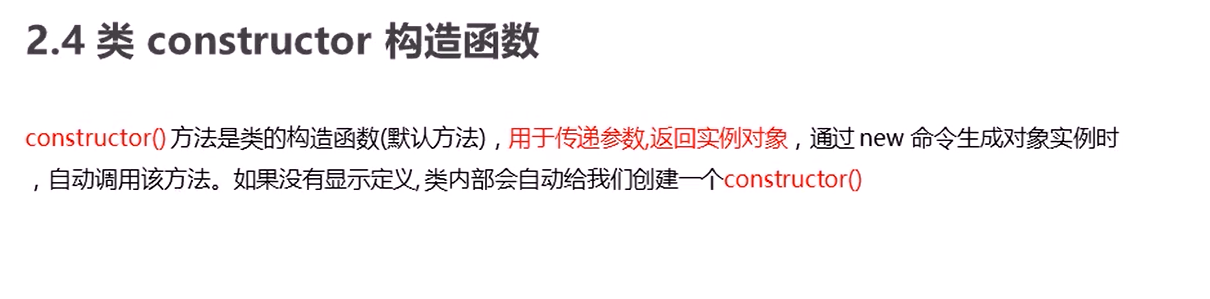 2.4 类 constructor 构造函数
constructor() 方法是类的构造函数(默认方法)，用于传递参数,返回实例对象，通过 new 命令生成对象实例时
，自动调用该方法。如果没有显示定义, 类内部会自动给我们创建一个constructor()